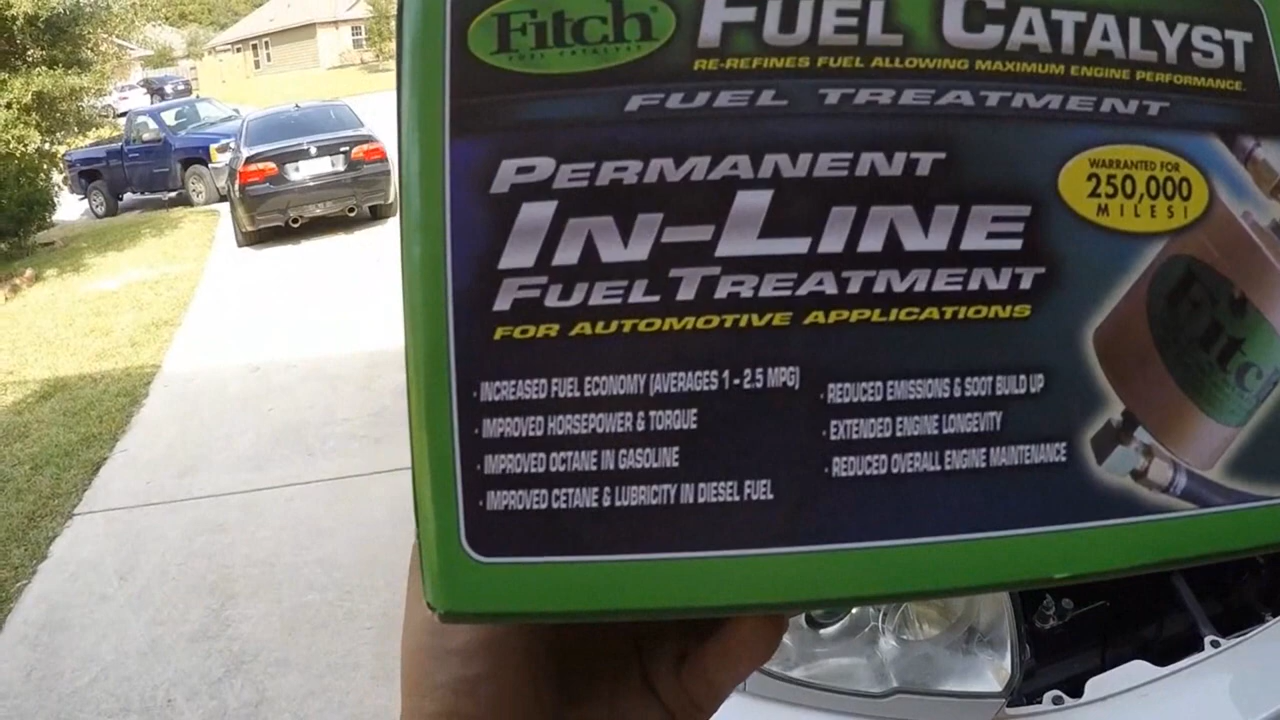 Fitch®
FUEL CATALYST
FUEL CATALYST
RE-REFINES FUEL ALLOWING MAXIMUM ENGINE PERFORMANCE.
FUEL TREATMENT
PERMANENT
IN-LINE
FUEL TREATMENT
FOR AUTOMOTIVE APPLICATIONS
WARRANTED FOR
250,000
MILES!
· INCREASED FUEL ECONOMY (AVERAGES 1 – 2.5 MPG)
· IMPROVED HORSEPOWER & TORQUE
· IMPROVED OCTANE IN GASOLINE
· IMPROVED CETANE & LUBRICITY IN DIESEL FUEL
· REDUCED EMISSIONS & SOOT BUILD UP
· EXTENDED ENGINE LONGEVITY
· REDUCED OVERALL ENGINE MAINTENANCE
Fitch